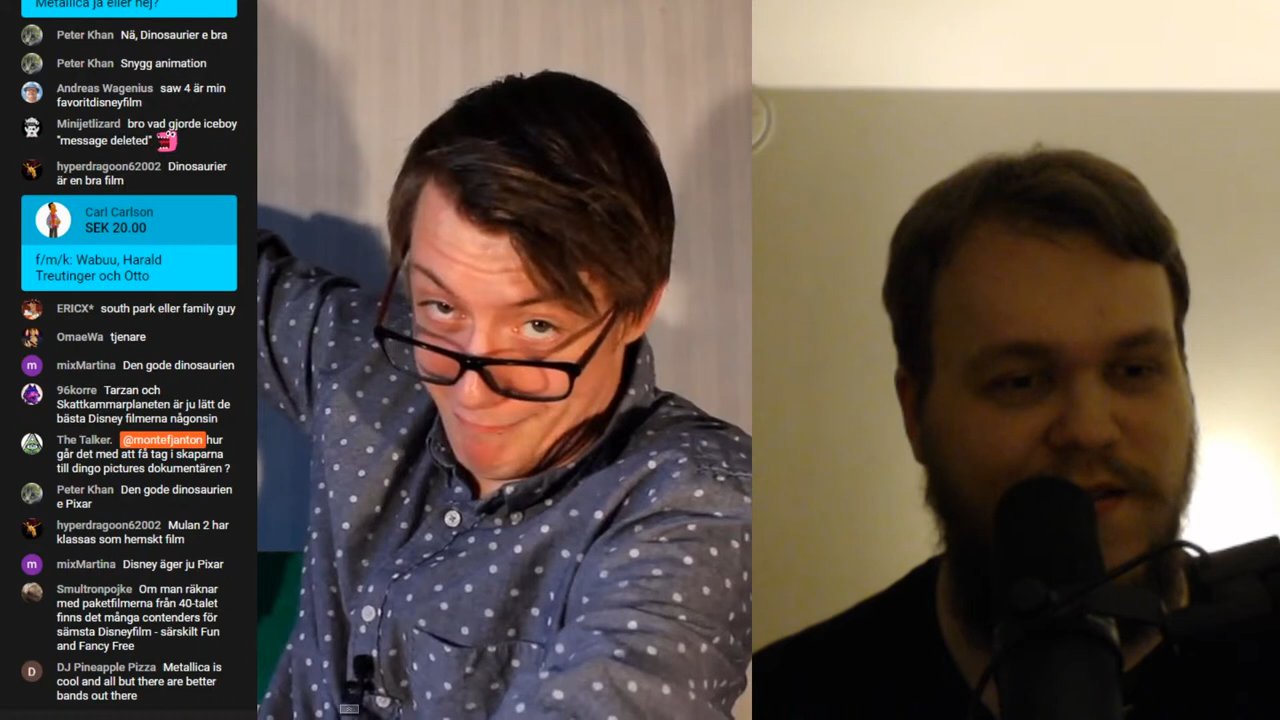 Metallica ja eller nej?
Peter Khan Nä, Dinosaurier e bra
Peter Khan Snygg animation
Andreas Wagenius saw 4 är min
favoritdisneyfilm
Minijetlizard bro vad gjorde iceboy
"message deleted"
hyperdragoon62002 Dinosaurier
är en bra film
Carl Carlson
SEK 20.00
f/m/k: Wabuu, Harald
Treutinger och Otto
ERICX* south park eller family guy
OmaeWa tjenare
m mixMartina Den gode dinosaurien
96korre Tarzan och
Skattkammarplaneten är ju lätt de
bästa Disney filmerna någonsin
The Talker. @montefjanton hur
går det med att få tag i skaparna
till dingo pictures dokumentären ?
Peter Khan Den gode dinosaurien
e Pixar
hyperdragoon62002 Mulan 2 har
klassas som hemskt film
m mixMartina Disney äger ju Pixar
Smultronpojke Om man räknar
med paketfilmerna från 40-talet
finns det många contenders för
sämsta Disneyfilm - särskilt Fun
and Fancy Free
D DJ Pineapple Pizza Metallica is
cool and all but there are better
bands out there